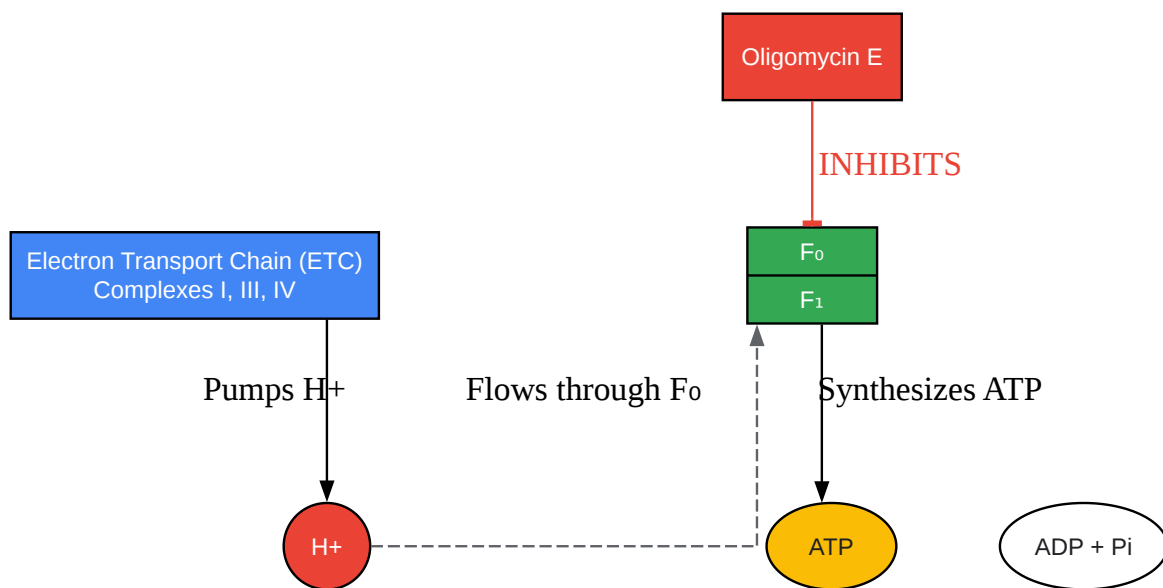 Oligomycin E
INHIBITS
Electron Transport Chain (ETC)
Complexes I, III, IV
F₀
F₁
Pumps H+
Flows through F₀
Synthesizes ATP
H+
ATP
ADP + Pi